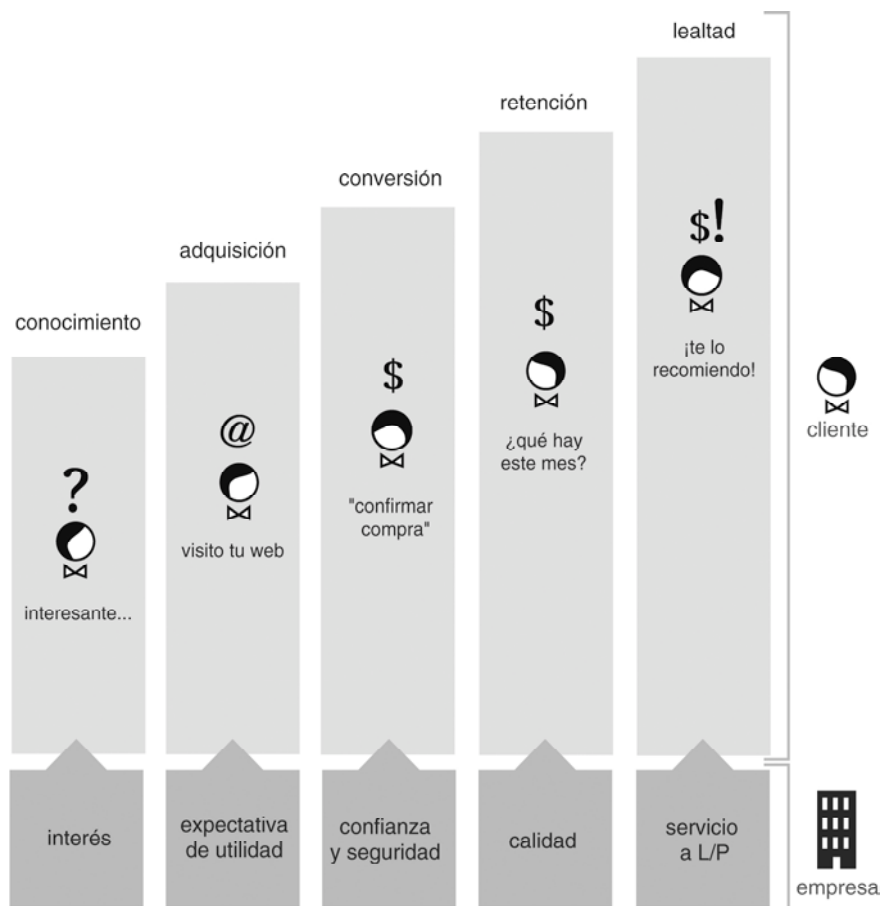 lealtad
retención
conversión
adquisición
conocimiento
?
interesante...
@
visito tu web
$
"confirmar
compra"
$
¿qué hay
este mes?
$!
¡te lo
recomiendo!
cliente
interés
expectativa
de utilidad
confianza
y seguridad
calidad
servicio
a L/P
empresa